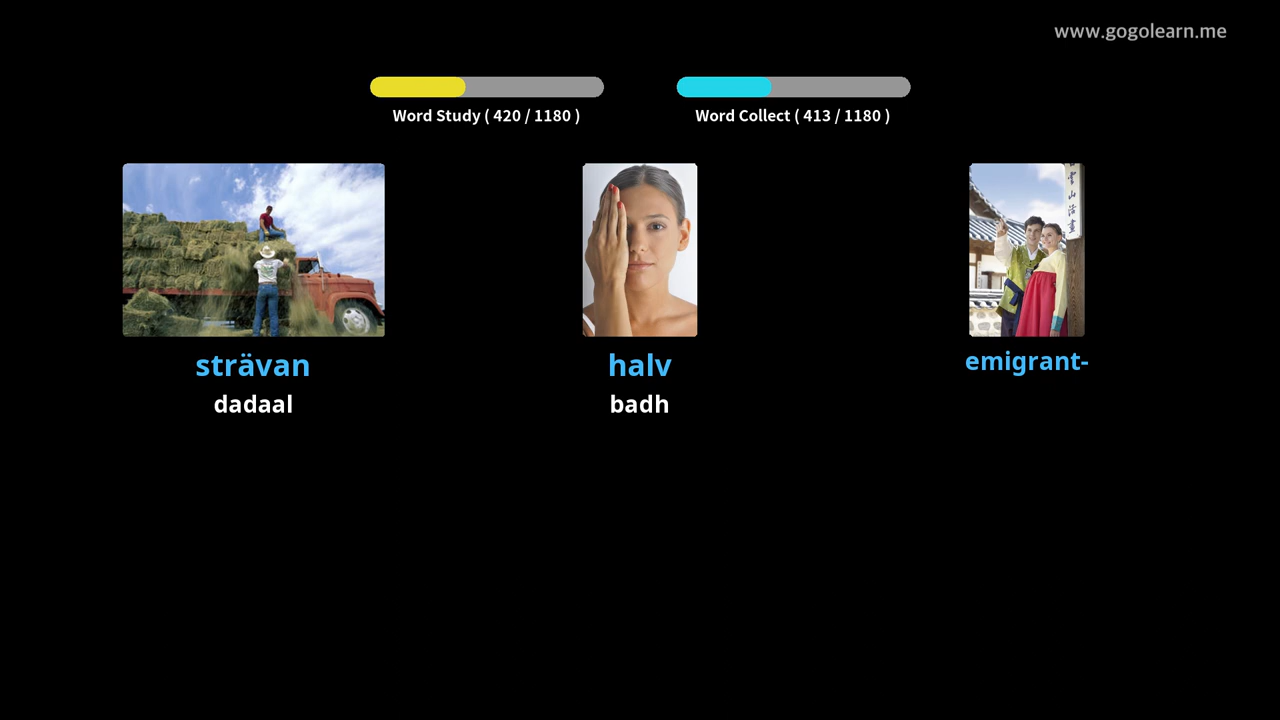 www.gogolearn.me
Word Study ( 420 / 1180 )
Word Collect ( 413 / 1180 )
strävan
dadaal
halv
badh
emigrant-